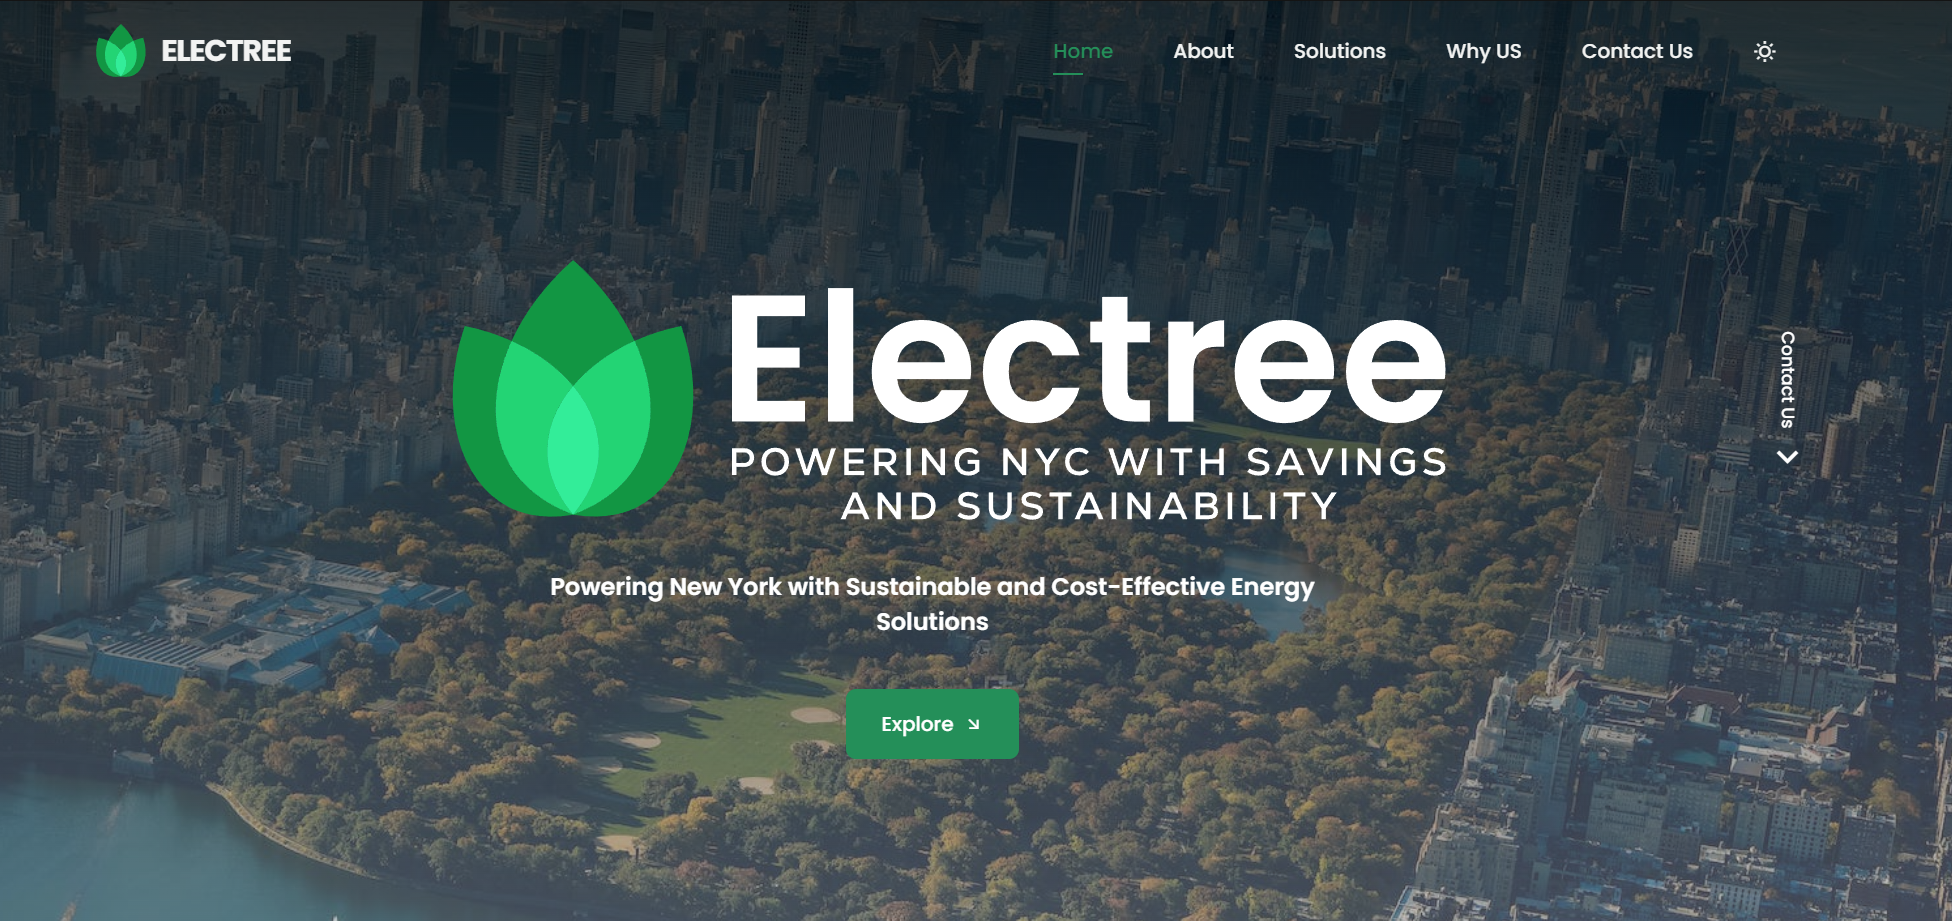 ELECTREE
Home
About
Solutions
Why US
Contact Us
Electree
POWERING NYC WITH SAVINGS
AND SUSTAINABILITY
Contact Us
Powering New York with Sustainable and Cost-Effective Energy
Solutions
Explore